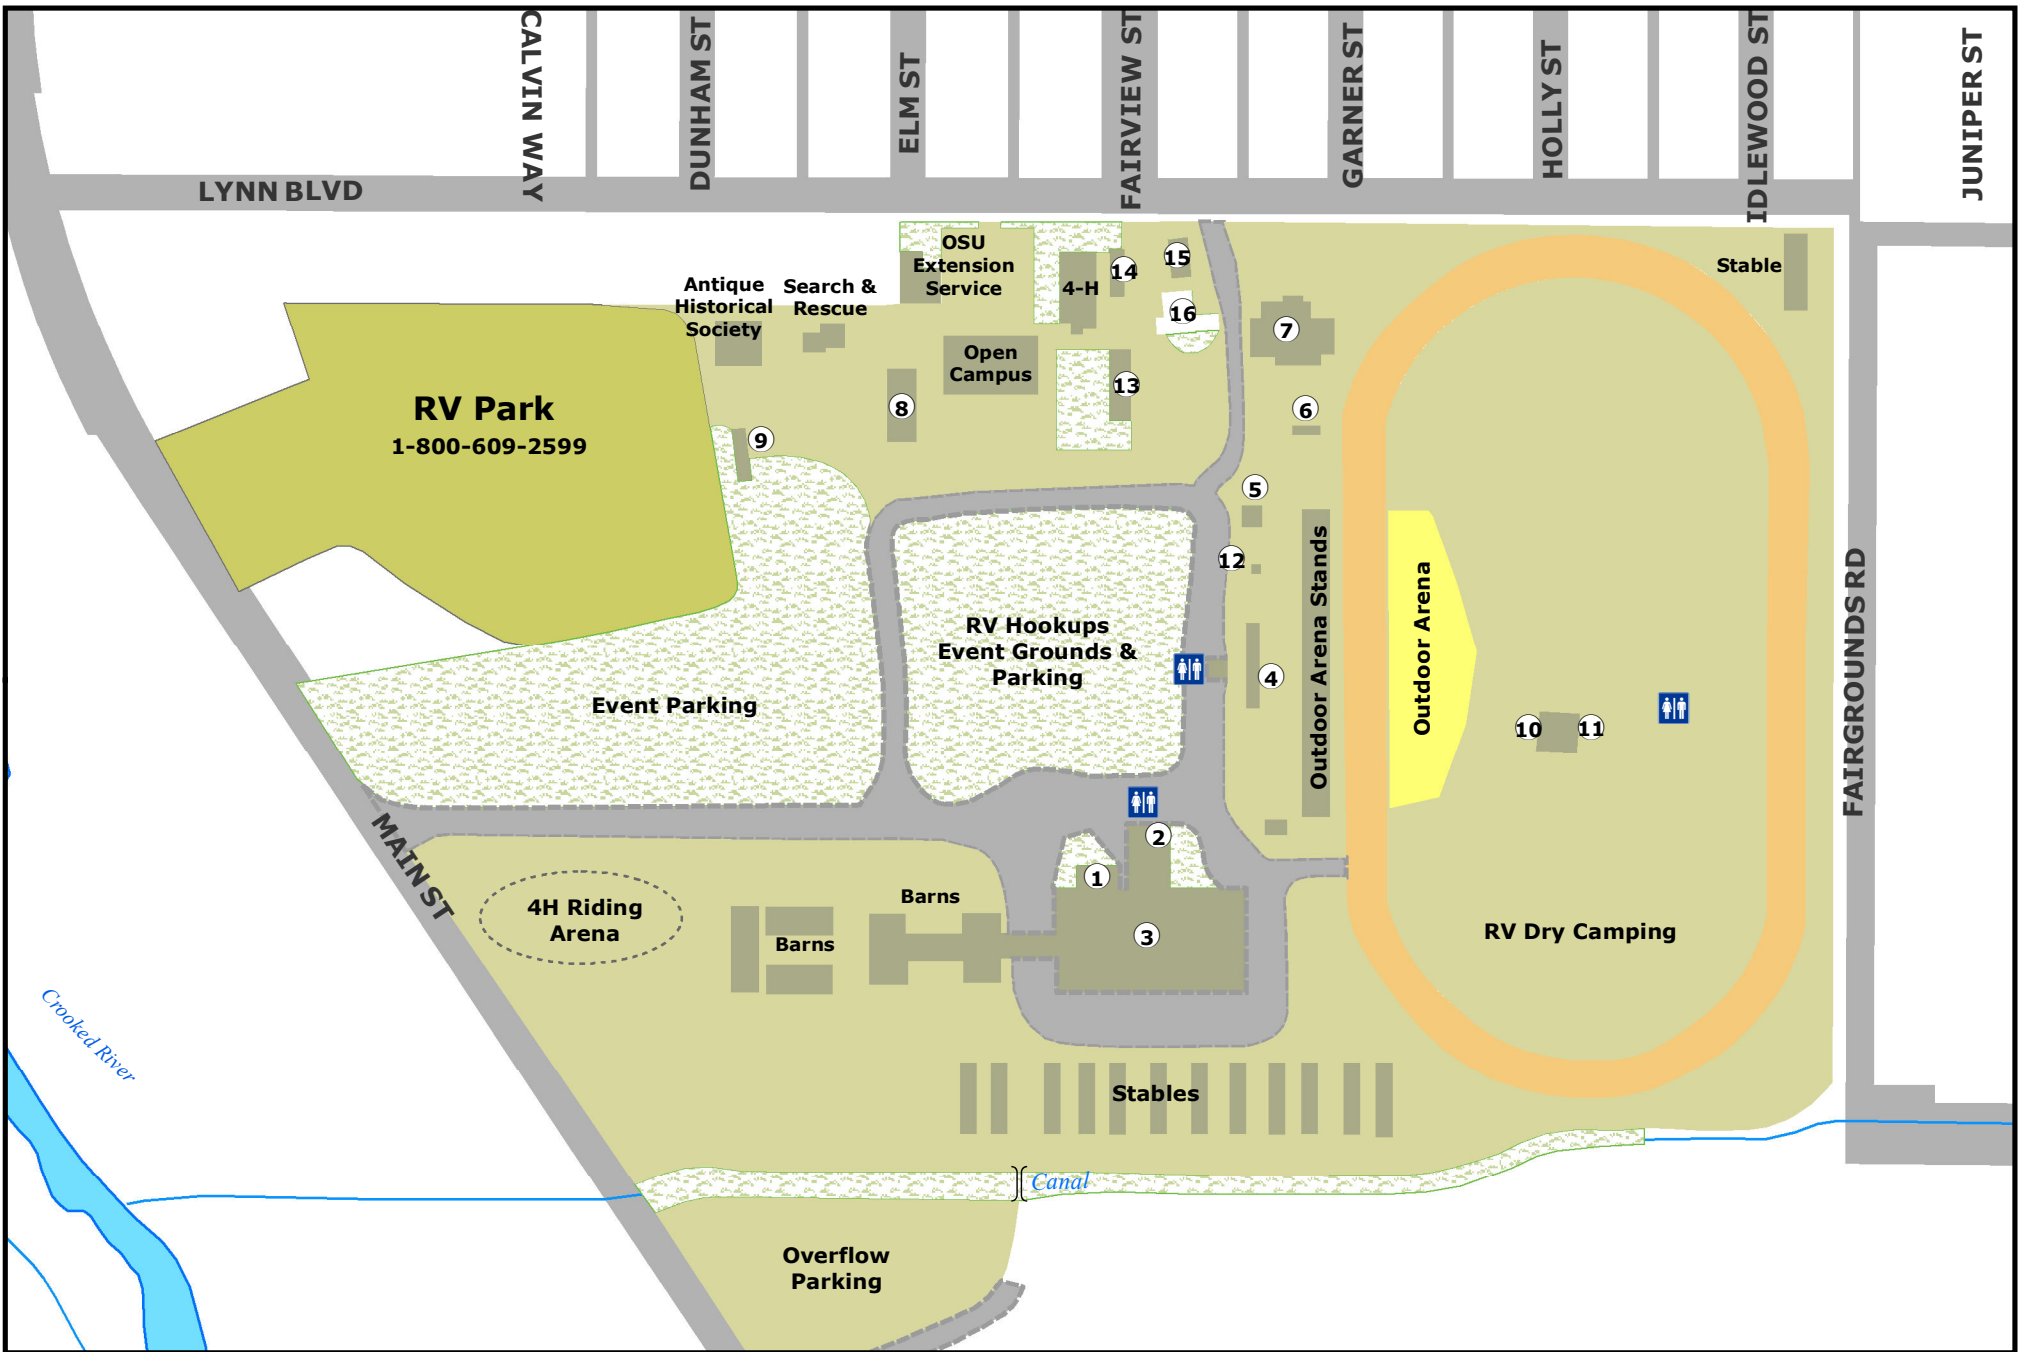 CALVIN WAY
DUNHAM ST
ELM ST
FAIRVIEW ST
GARNER ST
HOLLY ST
IDLEWOOD ST
JUNIPER ST
LYNN BLVD
OSU
Extension
Service
15
14
Stable
Antique
Historical
Society
Search &
Rescue
4-H
16
7
Open
Campus
13
8
6
RV Park
1-800-609-2599
9
5
12
Outdoor Arena Stands
Outdoor Arena
FAIRGROUNDS RD
RV Hookups
Event Grounds &
Parking
4
Event Parking
10
11
2
1
3
MAIN ST
4H Riding
Arena
Barns
Barns
RV Dry Camping
Crooked River
Stables
Canal
Overflow
Parking